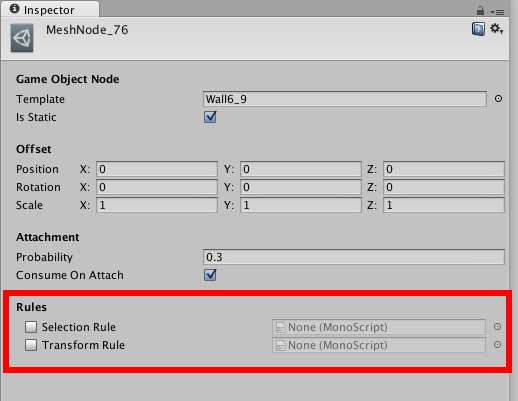 Inspector
MeshNode_76
Game Object Node
Template Wall6_9
Is Static
Offset
Position X: 0 Y: 0 Z: 0
Rotation X: 0 Y: 0 Z: 0
Scale X: 1 Y: 1 Z: 1
Attachment
Probability 0.3
Consume On Attach
Rules
Selection Rule None (MonoScript)
Transform Rule None (MonoScript)